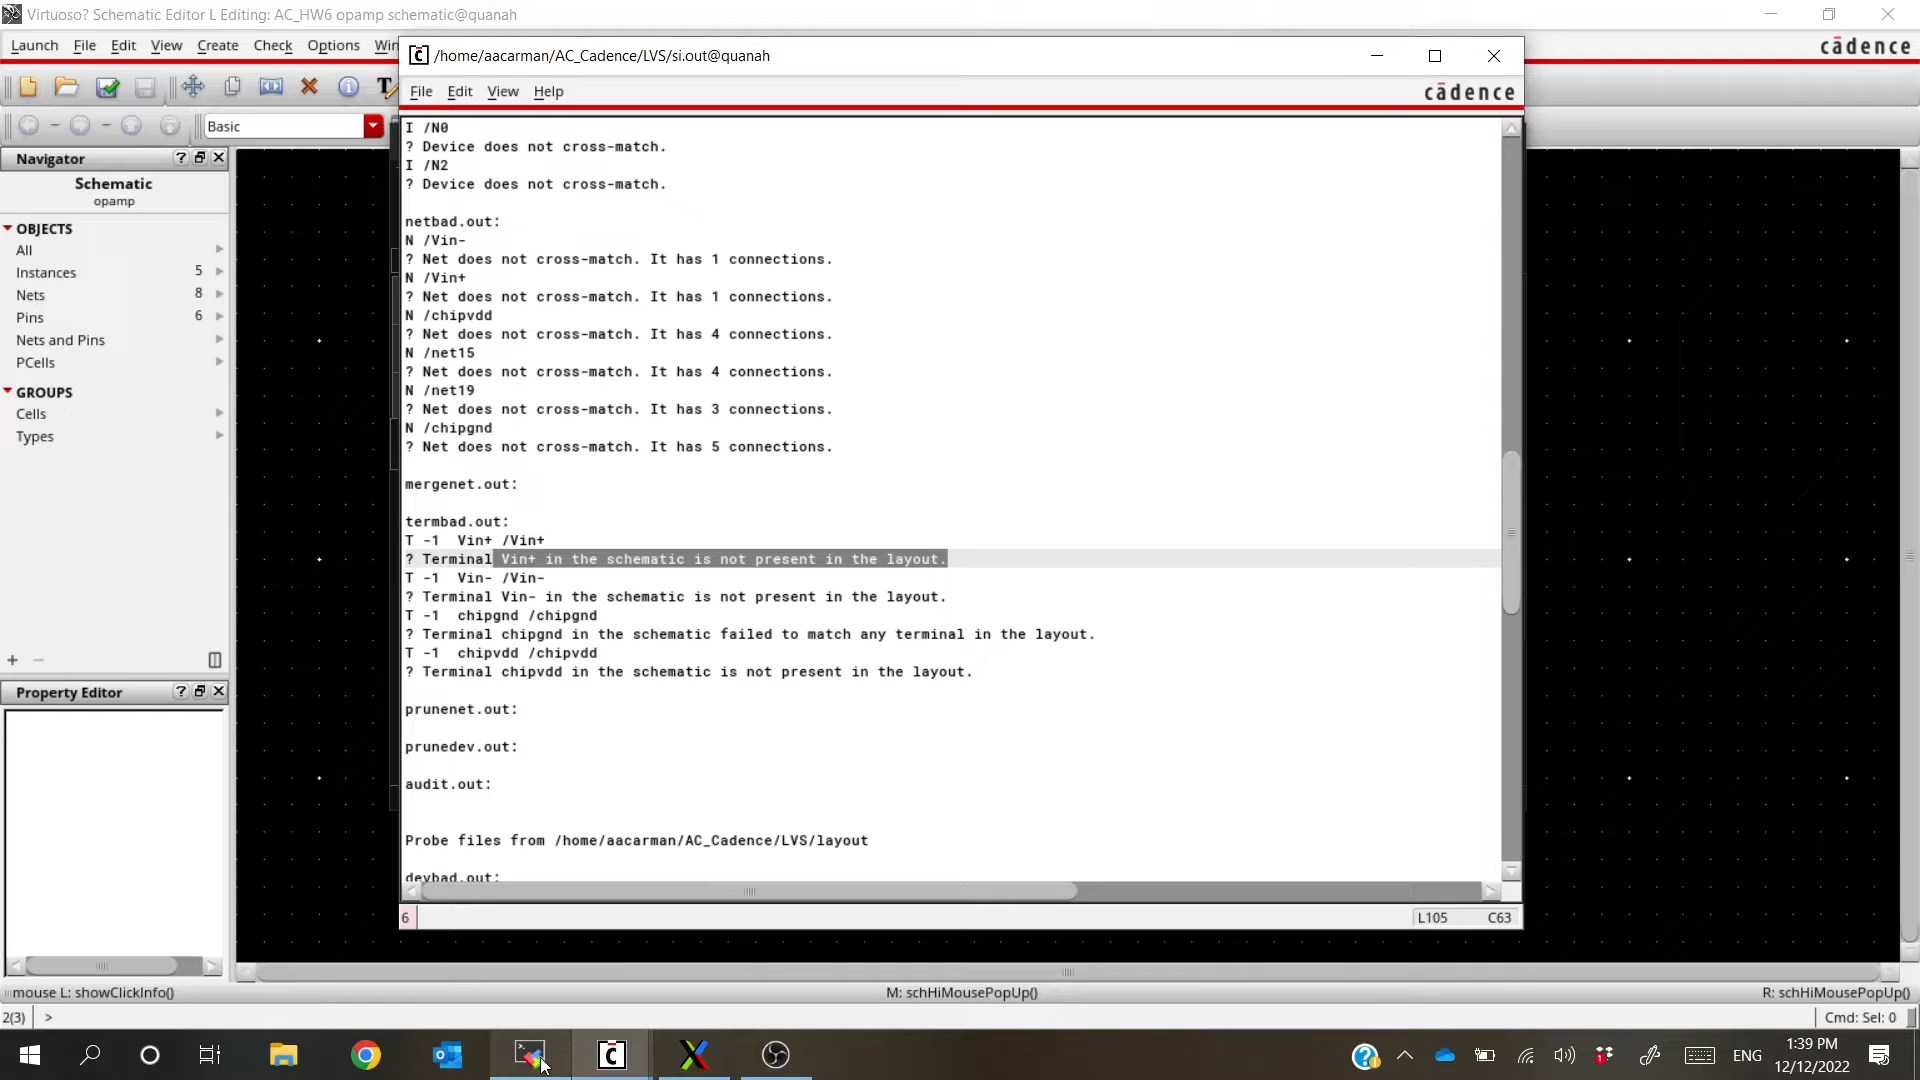 Virtuoso? Schematic Editor L Editing: AC_HW6 opamp schematic@quanah
Launch File Edit View Create Check Options Win
cādence
/home/aacarman/AC_Cadence/LVS/si.out@quanah
File Edit View Help
cādence
Basic
Navigator
Schematic
opamp
OBJECTS
All
Instances 5
Nets 8
Pins 6
Nets and Pins
PCells
GROUPS
Cells
Types
Property Editor
I /N0
? Device does not cross-match.
I /N2
? Device does not cross-match.
netbad.out:
N /Vin-
? Net does not cross-match. It has 1 connections.
N /Vin+
? Net does not cross-match. It has 1 connections.
N /chipvdd
? Net does not cross-match. It has 4 connections.
N /net15
? Net does not cross-match. It has 4 connections.
N /net19
? Net does not cross-match. It has 3 connections.
N /chipgnd
? Net does not cross-match. It has 5 connections.
mergenet.out:
termbad.out:
T -1 Vin+ /Vin+
? Terminal Vin+ in the schematic is not present in the layout.
T -1 Vin- /Vin-
? Terminal Vin- in the schematic is not present in the layout.
T -1 chipgnd /chipgnd
? Terminal chipgnd in the schematic failed to match any terminal in the layout.
T -1 chipvdd /chipvdd
? Terminal chipvdd in the schematic is not present in the layout.
prunenet.out:
prunedev.out:
audit.out:
Probe files from /home/aacarman/AC_Cadence/LVS/layout
devbad.out:
6
L105 C63
mouse L: showClickInfo() M: schHiMousePopUp() R: schHiMousePopUp()
2(3) > Cmd: Sel: 0
ENG
1:39 PM
12/12/2022